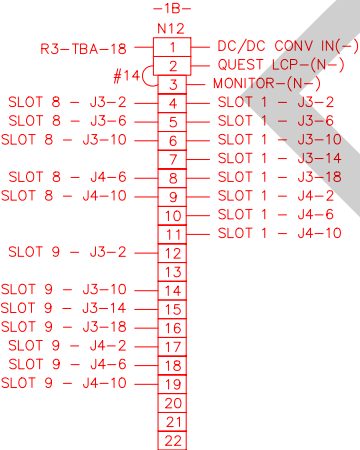 -1B-
N12
R3-TBA-18 1 DC/DC CONV IN(-)
2 QUEST LCP-(N-)
#14 3 MONITOR-(N-)
SLOT 8 - J3-2 4 SLOT 1 - J3-2
SLOT 8 - J3-6 5 SLOT 1 - J3-6
SLOT 8 - J3-10 6 SLOT 1 - J3-10
7 SLOT 1 - J3-14
SLOT 8 - J4-6 8 SLOT 1 - J3-18
SLOT 8 - J4-10 9 SLOT 1 - J4-2
10 SLOT 1 - J4-6
11 SLOT 1 - J4-10
SLOT 9 - J3-2 12
13
SLOT 9 - J3-10 14
SLOT 9 - J3-14 15
SLOT 9 - J3-18 16
SLOT 9 - J4-2 17
SLOT 9 - J4-6 18
SLOT 9 - J4-10 19
20
21
22